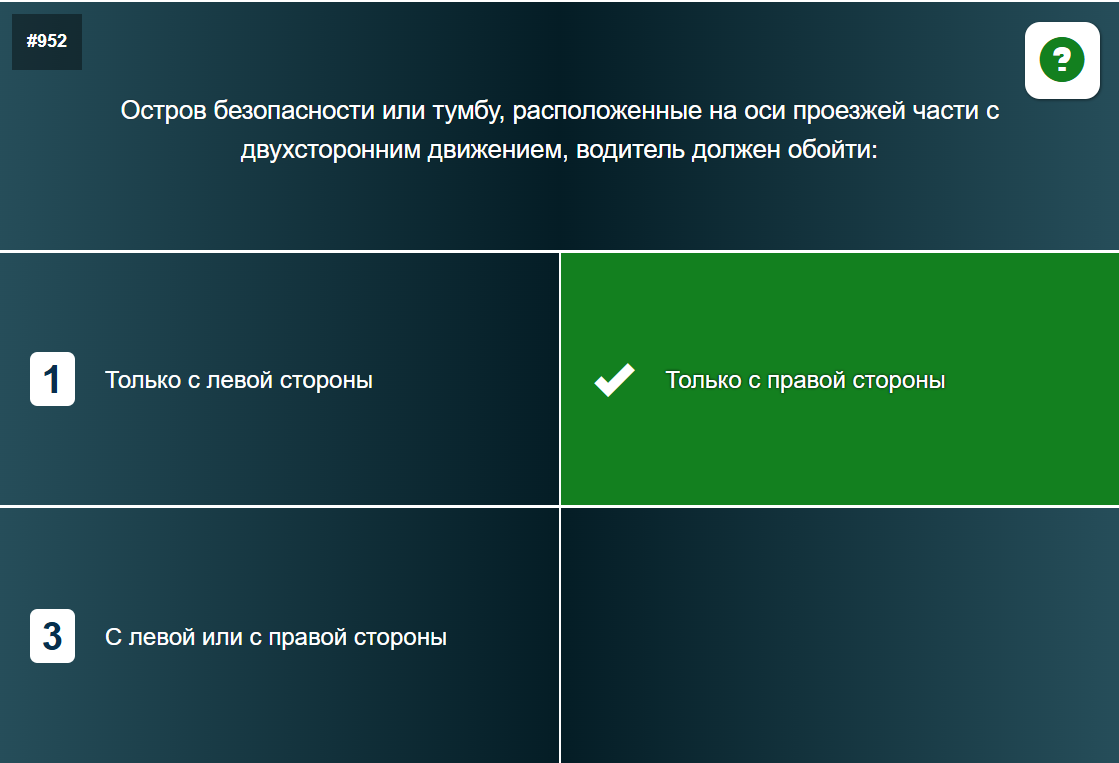 #952
?
Остров безопасности или тумбу, расположенные на оси проезжей части с
двухсторонним движением, водитель должен обойти:
1
Только с левой стороны
Только с правой стороны
3
С левой или с правой стороны